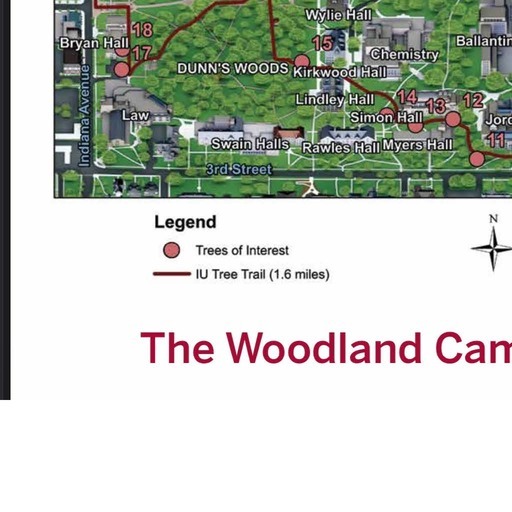 Wylie Hall
18
Bryan Hall
17
15
Ballantin
Chemistry
DUNN'S WOODS
Kirkwood Hall
Lindley Hall
14
13
12
Simon Hall
Jord
Law
11
Swain Halls
Rawles Hall
Myers Hall
Indiana Avenue
3rd Street
Legend
N
Trees of Interest
IU Tree Trail (1.6 miles)
The Woodland Cam